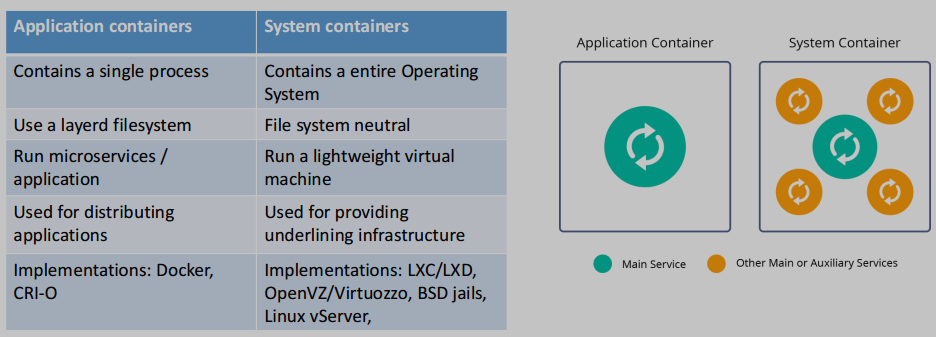 Application containers
System containers
Contains a single process
Contains a entire Operating
System
Use a layerd filesystem
File system neutral
Run microservices /
application
Run a lightweight virtual
machine
Used for distributing
applications
Used for providing
underlining infrastructure
Implementations: Docker,
CRI-O
Implementations: LXC/LXD,
OpenVZ/Virtuozzo, BSD jails,
Linux vServer,
Application Container
System Container
Main Service
Other Main or Auxiliary Services